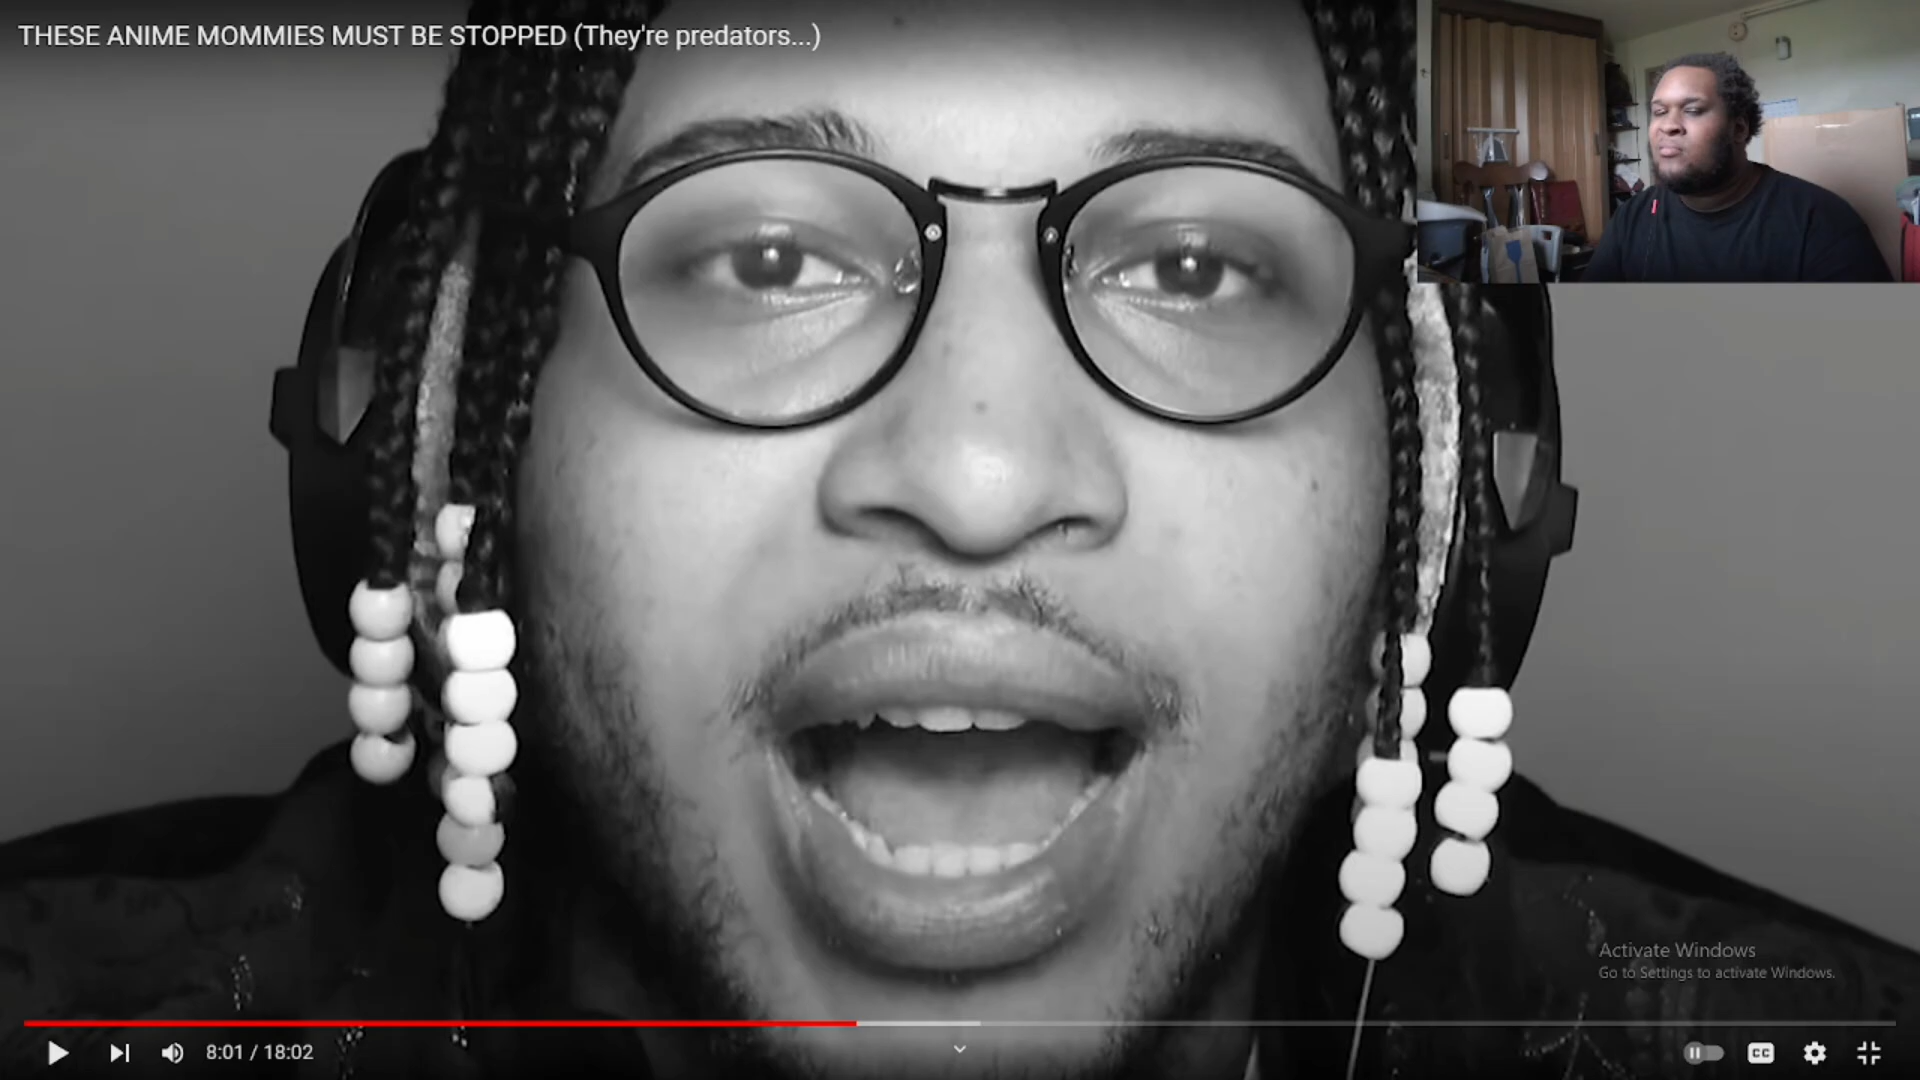 THESE ANIME MOMMIES MUST BE STOPPED (They're predators...)
Activate Windows
Go to Settings to activate Windows.
8:01 / 18:02
CC